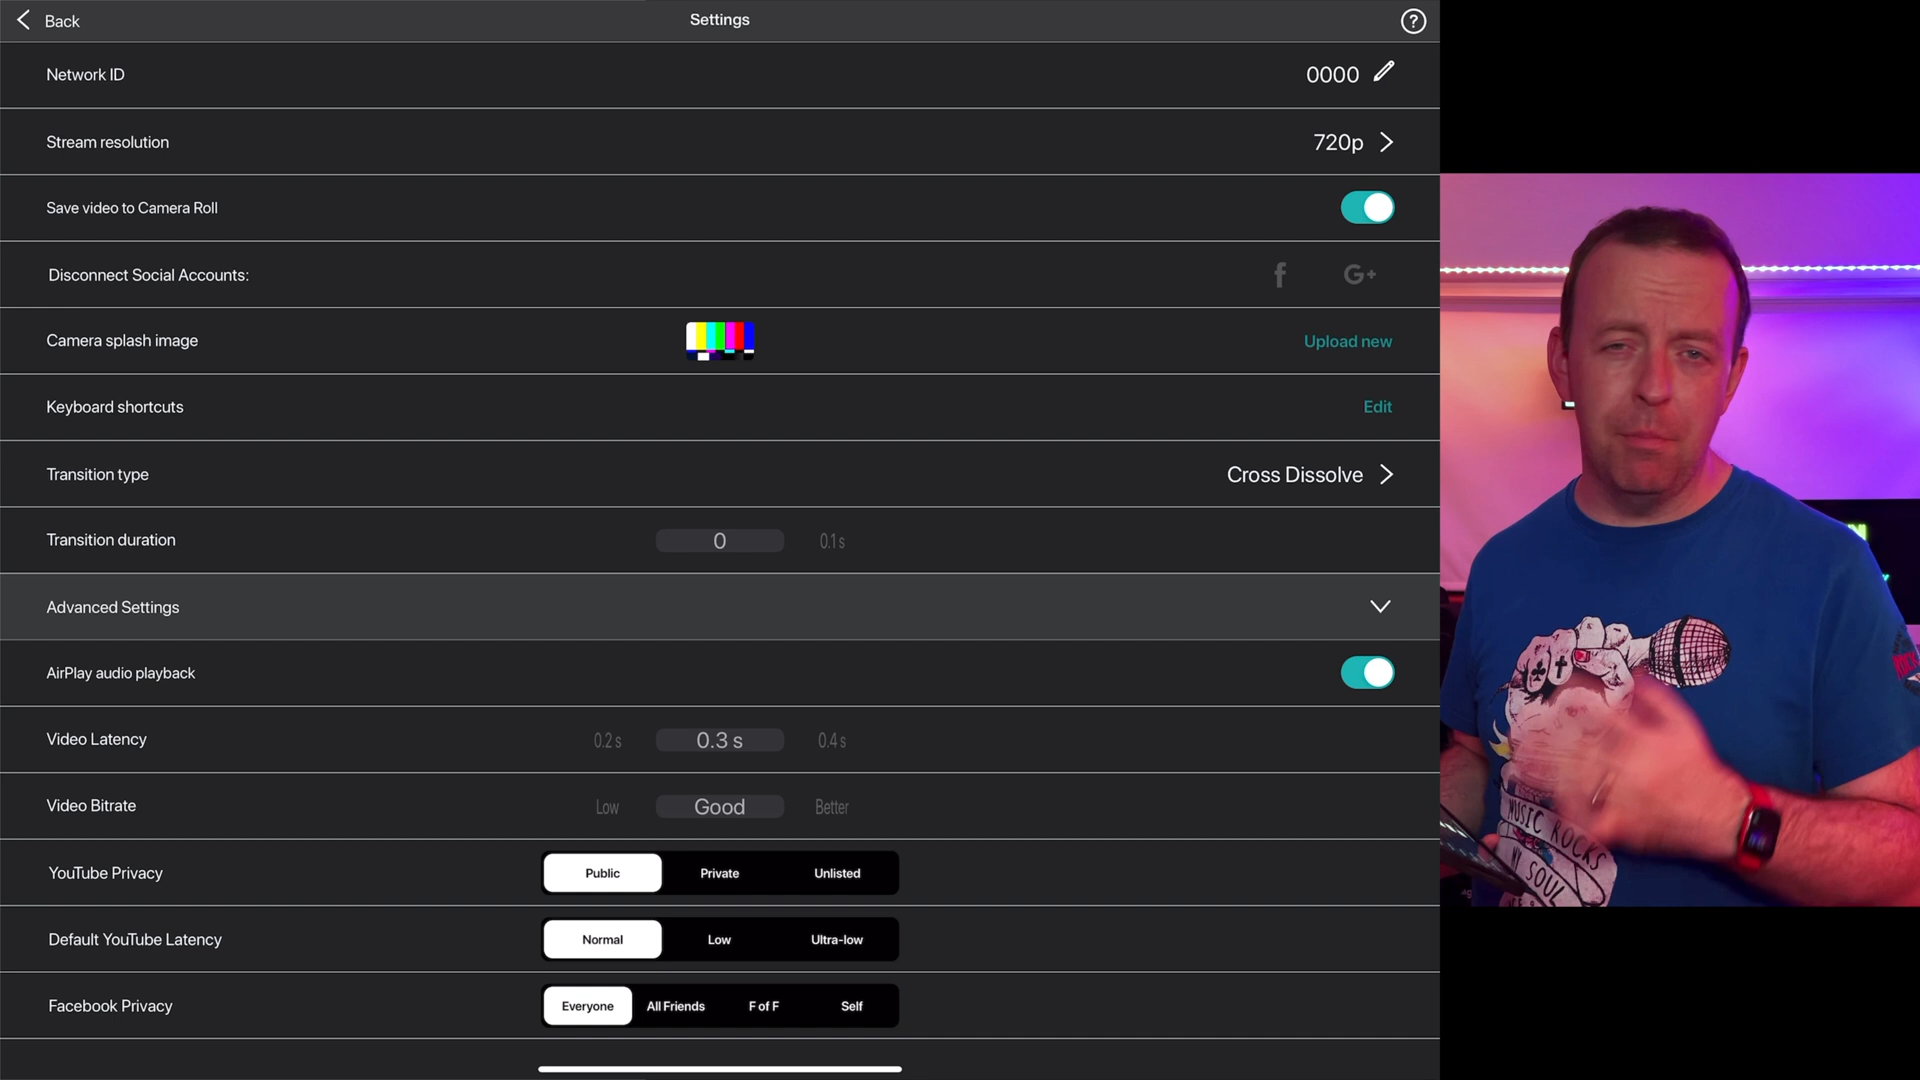 Back
Settings
?
Network ID
0000
Stream resolution
720p
Save video to Camera Roll
Disconnect Social Accounts:
f
G+
Camera splash image
Upload new
Keyboard shortcuts
Edit
Transition type
Cross Dissolve
Transition duration
0
0.1 s
Advanced Settings
AirPlay audio playback
Video Latency
0.2 s
0.3 s
0.4 s
Video Bitrate
Low
Good
Better
YouTube Privacy
Public
Private
Unlisted
Default YouTube Latency
Normal
Low
Ultra-low
Facebook Privacy
Everyone
All Friends
F of F
Self
MUSIC ROCKS
MY SOUL